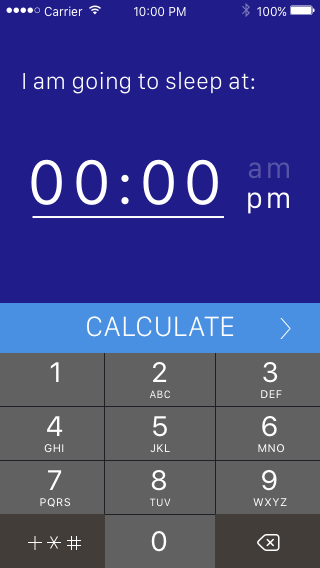 Carrier 10:00 PM 100%
I am going to sleep at:
00:00 am
pm
CALCULATE
1 2 3
ABC DEF
4 5 6
GHI JKL MNO
7 8 9
PQRS TUV WXYZ
+*# 0